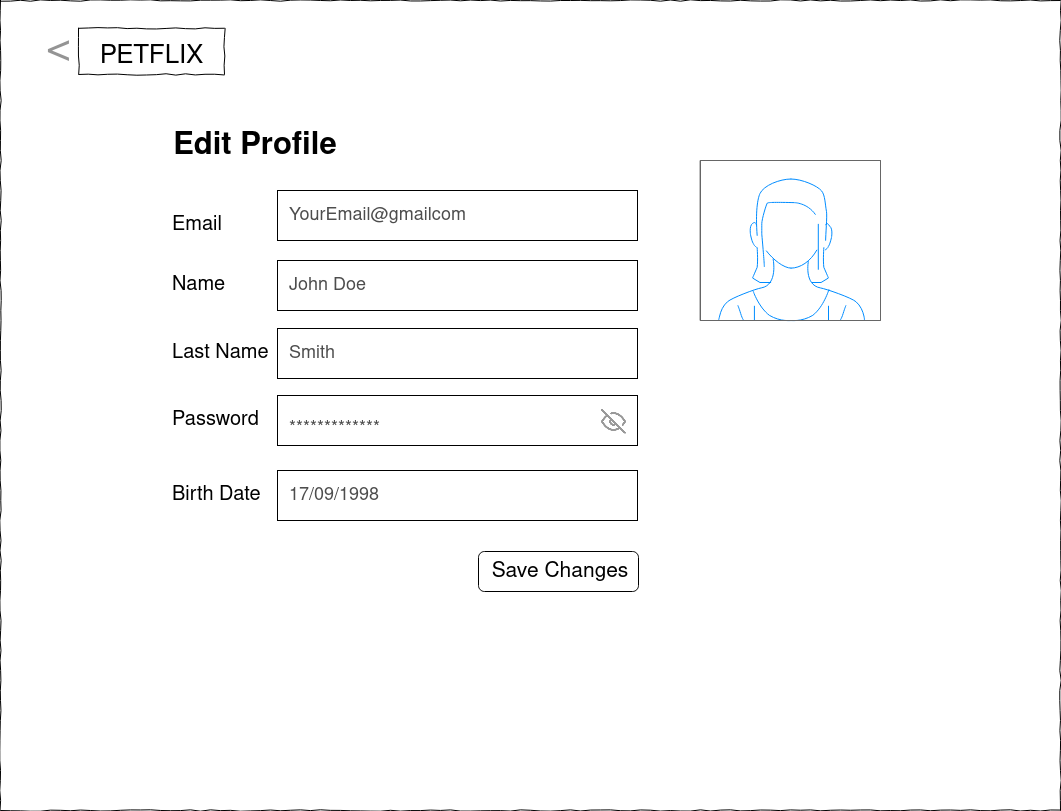 < PETFLIX
Edit Profile
Email YourEmail@gmailcom
Name John Doe
Last Name Smith
Password *************
Birth Date 17/09/1998
Save Changes